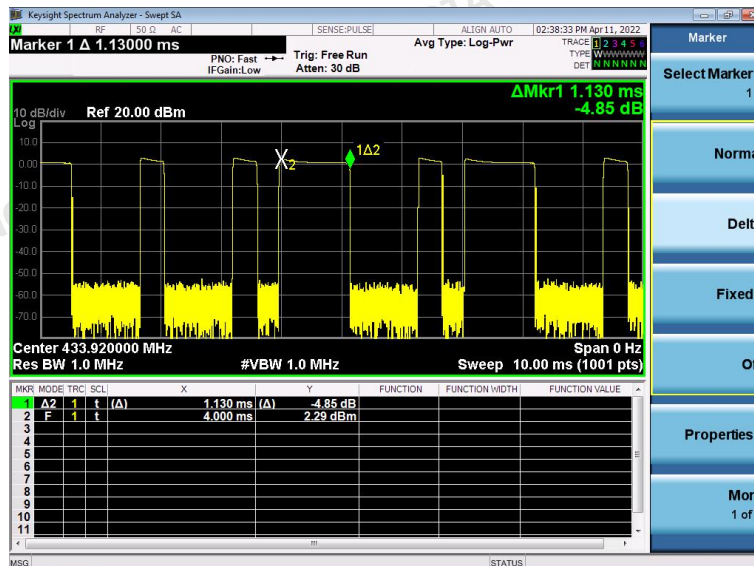 Keysight Spectrum Analyzer - Swept SA
RF 50 Ω AC SENSE:PULSE ALIGN AUTO 02:38:33 PM Apr 11, 2022
Marker 1 Δ 1.13000 ms
PNO: Fast
IFGain:Low
Trig: Free Run
Atten: 30 dB
Avg Type: Log-Pwr
TRACE 1 2 3 4 5 6
TYPE WWWWWW
DET N N N N N N
ΔMkr1 1.130 ms
-4.85 dB
10 dB/div Ref 20.00 dBm
Log
10.0
0.00
-10.0
-20.0
-30.0
-40.0
-50.0
-60.0
-70.0
X2
1Δ2
Center 433.920000 MHz Span 0 Hz
Res BW 1.0 MHz #VBW 1.0 MHz Sweep 10.00 ms (1001 pts)
MKR MODE TRC SCL X Y FUNCTION FUNCTION WIDTH FUNCTION VALUE
1 Δ2 1 t (Δ) 1.130 ms (Δ) -4.85 dB
2 F 1 t 4.000 ms 2.29 dBm
3
4
5
6
7
8
9
10
11
MSG STATUS
Marker
Select Marker
1
Norma
Delt
Fixed
O
Properties
Mor
1 of